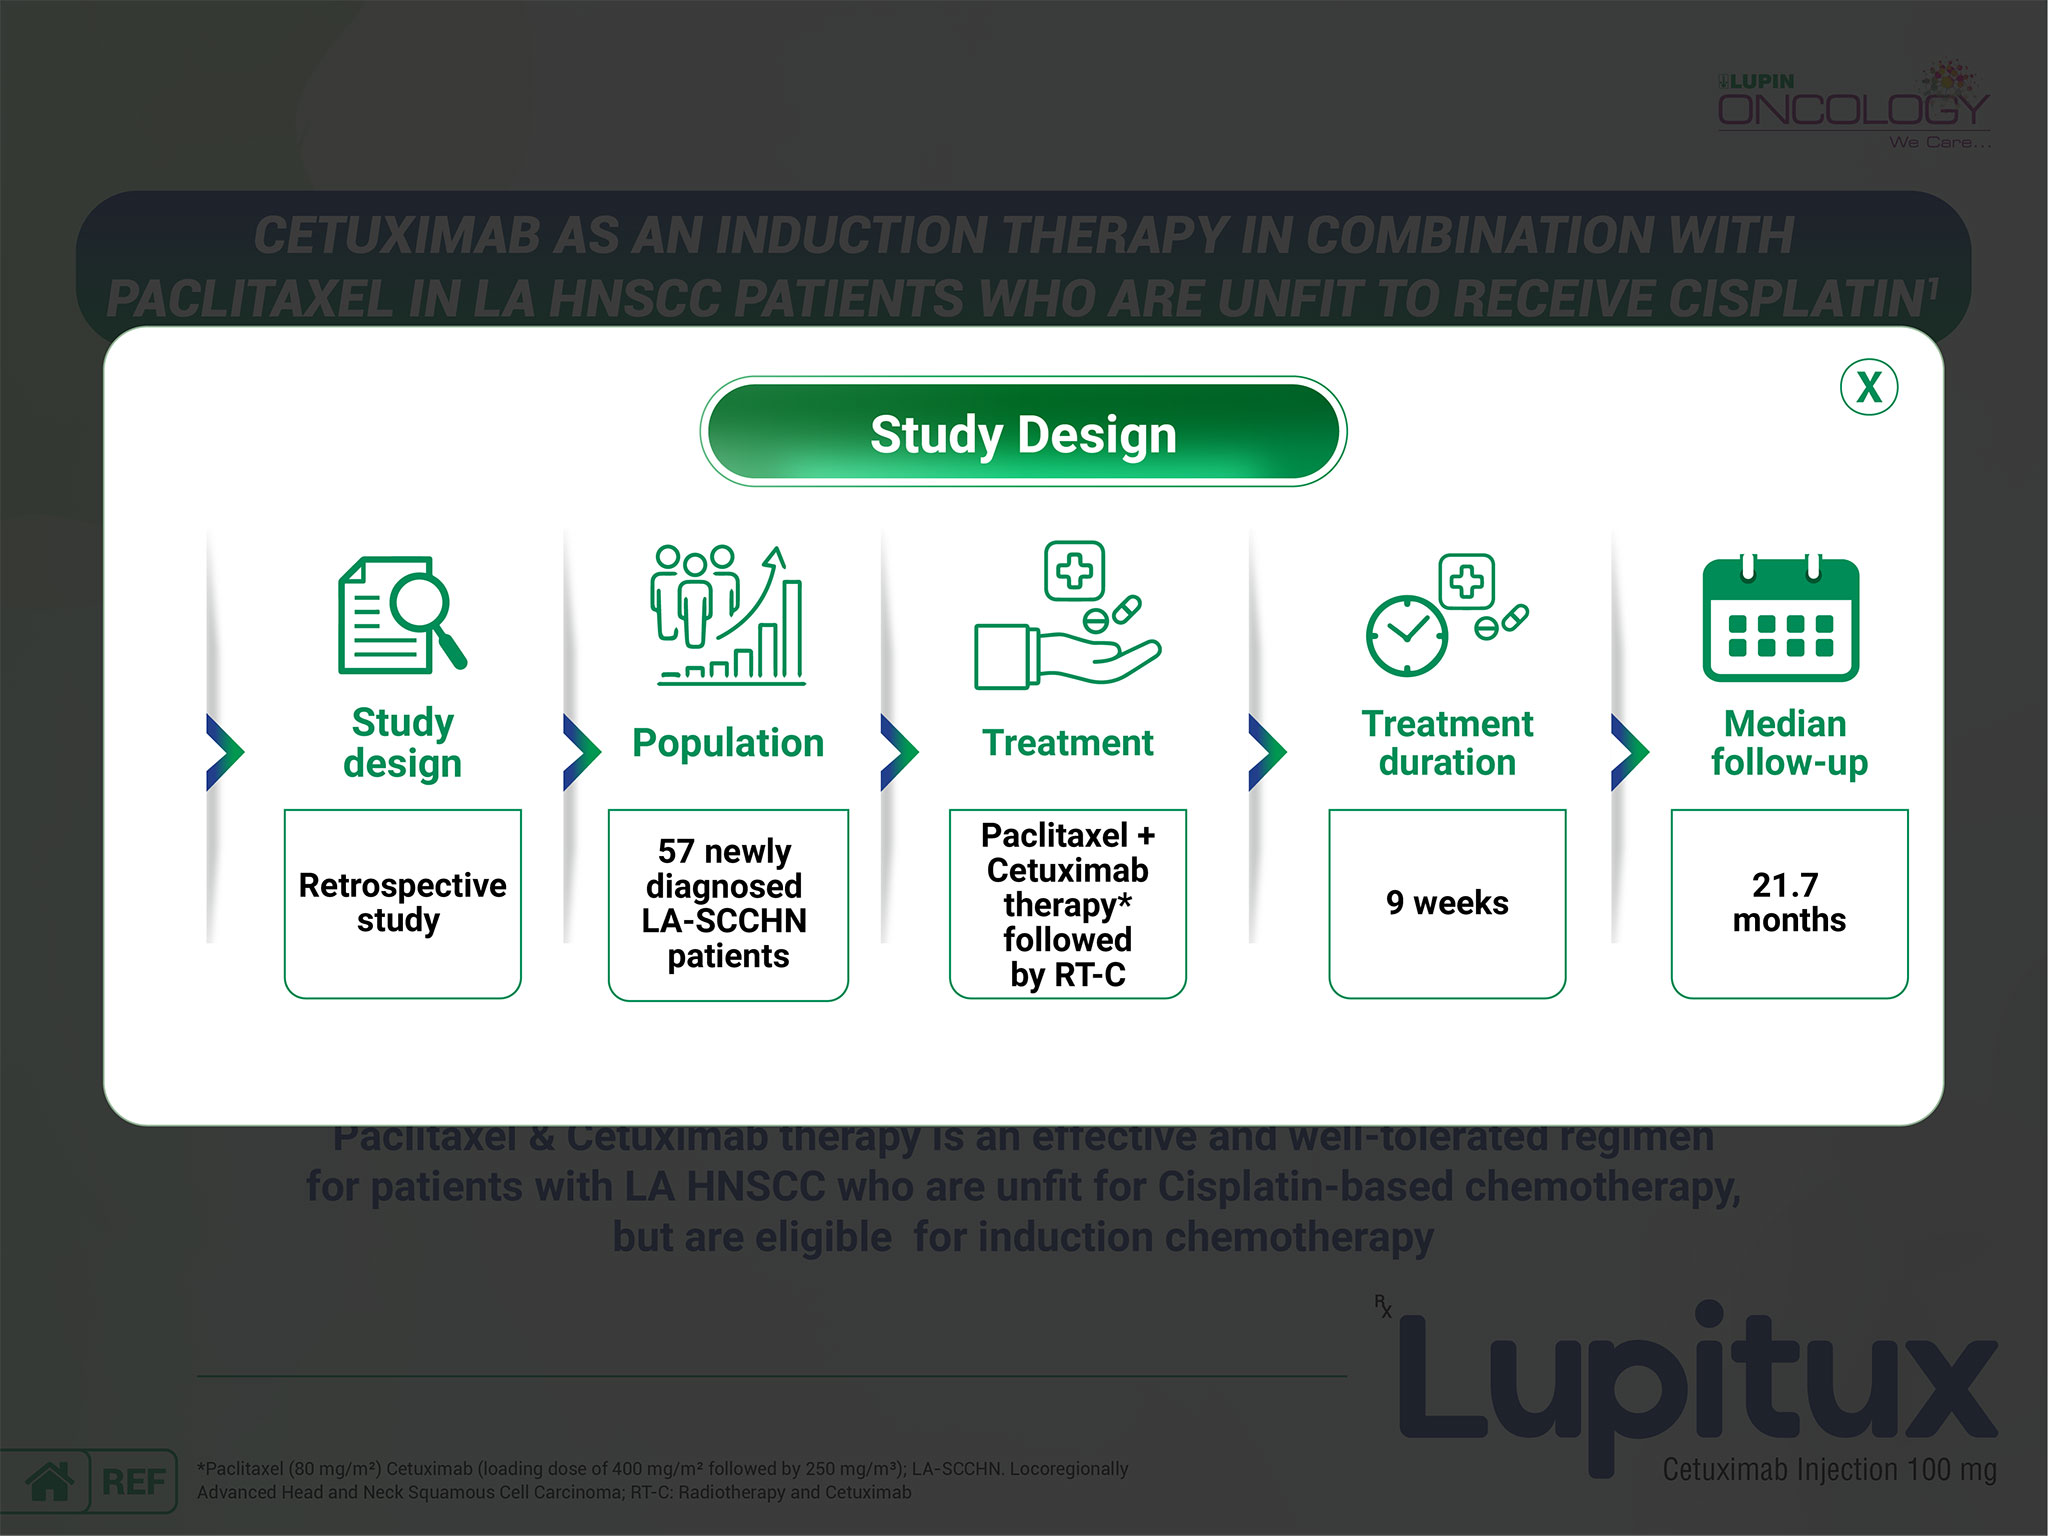 LUPIN
ONCOLOGY
We Care...
CETUXIMAB AS AN INDUCTION THERAPY IN COMBINATION WITH
PACLITAXEL IN LA HNSCC PATIENTS WHO ARE UNFIT TO RECEIVE CISPLATIN¹
X
Study Design
Study
design
Retrospective
study
Population
57 newly
diagnosed
LA-SCCHN
patients
Treatment
Paclitaxel +
Cetuximab
therapy*
followed
by RT-C
Treatment
duration
9 weeks
Median
follow-up
21.7
months
Paclitaxel & Cetuximab therapy is an effective and well-tolerated regimen
for patients with LA HNSCC who are unfit for Cisplatin-based chemotherapy,
but are eligible for induction chemotherapy
Rx
Lupitux
Cetuximab Injection 100 mg
REF
*Paclitaxel (80 mg/m²) Cetuximab (loading dose of 400 mg/m² followed by 250 mg/m³); LA-SCCHN. Locoregionally
Advanced Head and Neck Squamous Cell Carcinoma; RT-C: Radiotherapy and Cetuximab